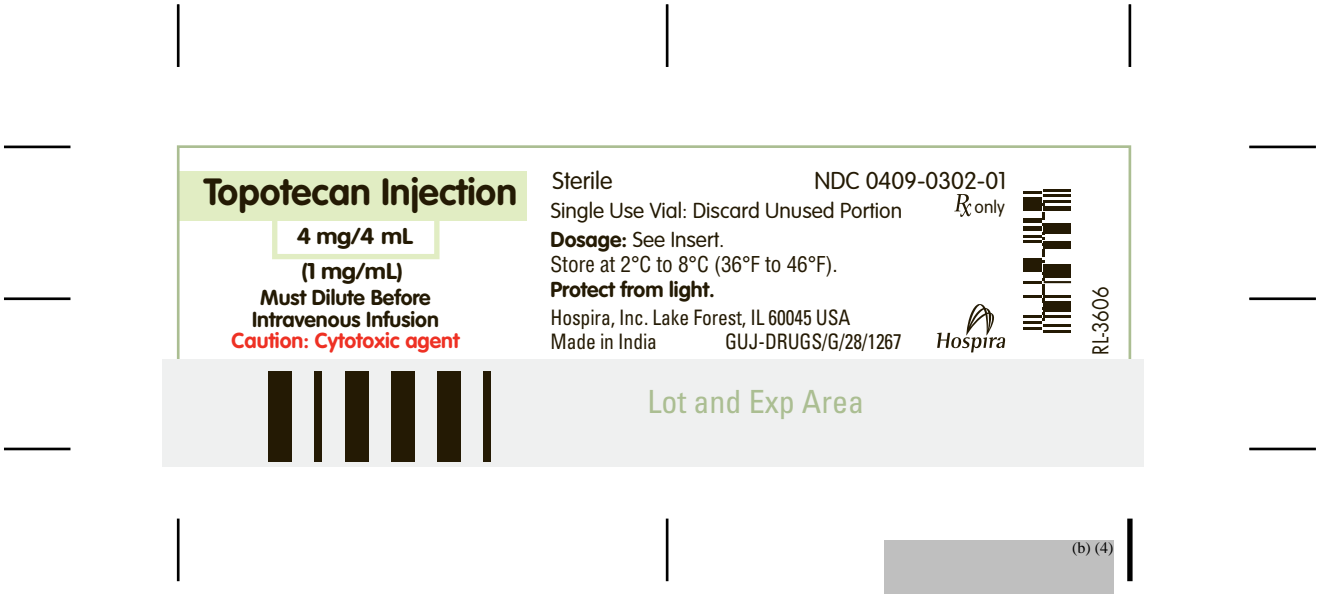 Topotecan Injection
4 mg/4 mL
(1 mg/mL)
Must Dilute Before
Intravenous Infusion
Caution: Cytotoxic agent
Sterile NDC 0409-0302-01
Single Use Vial: Discard Unused Portion Rx only
Dosage: See Insert.
Store at 2°C to 8°C (36°F to 46°F).
Protect from light.
Hospira, Inc. Lake Forest, IL 60045 USA
Made in India GUJ-DRUGS/G/28/1267
Hospira
RL-3606
Lot and Exp Area
(b) (4)